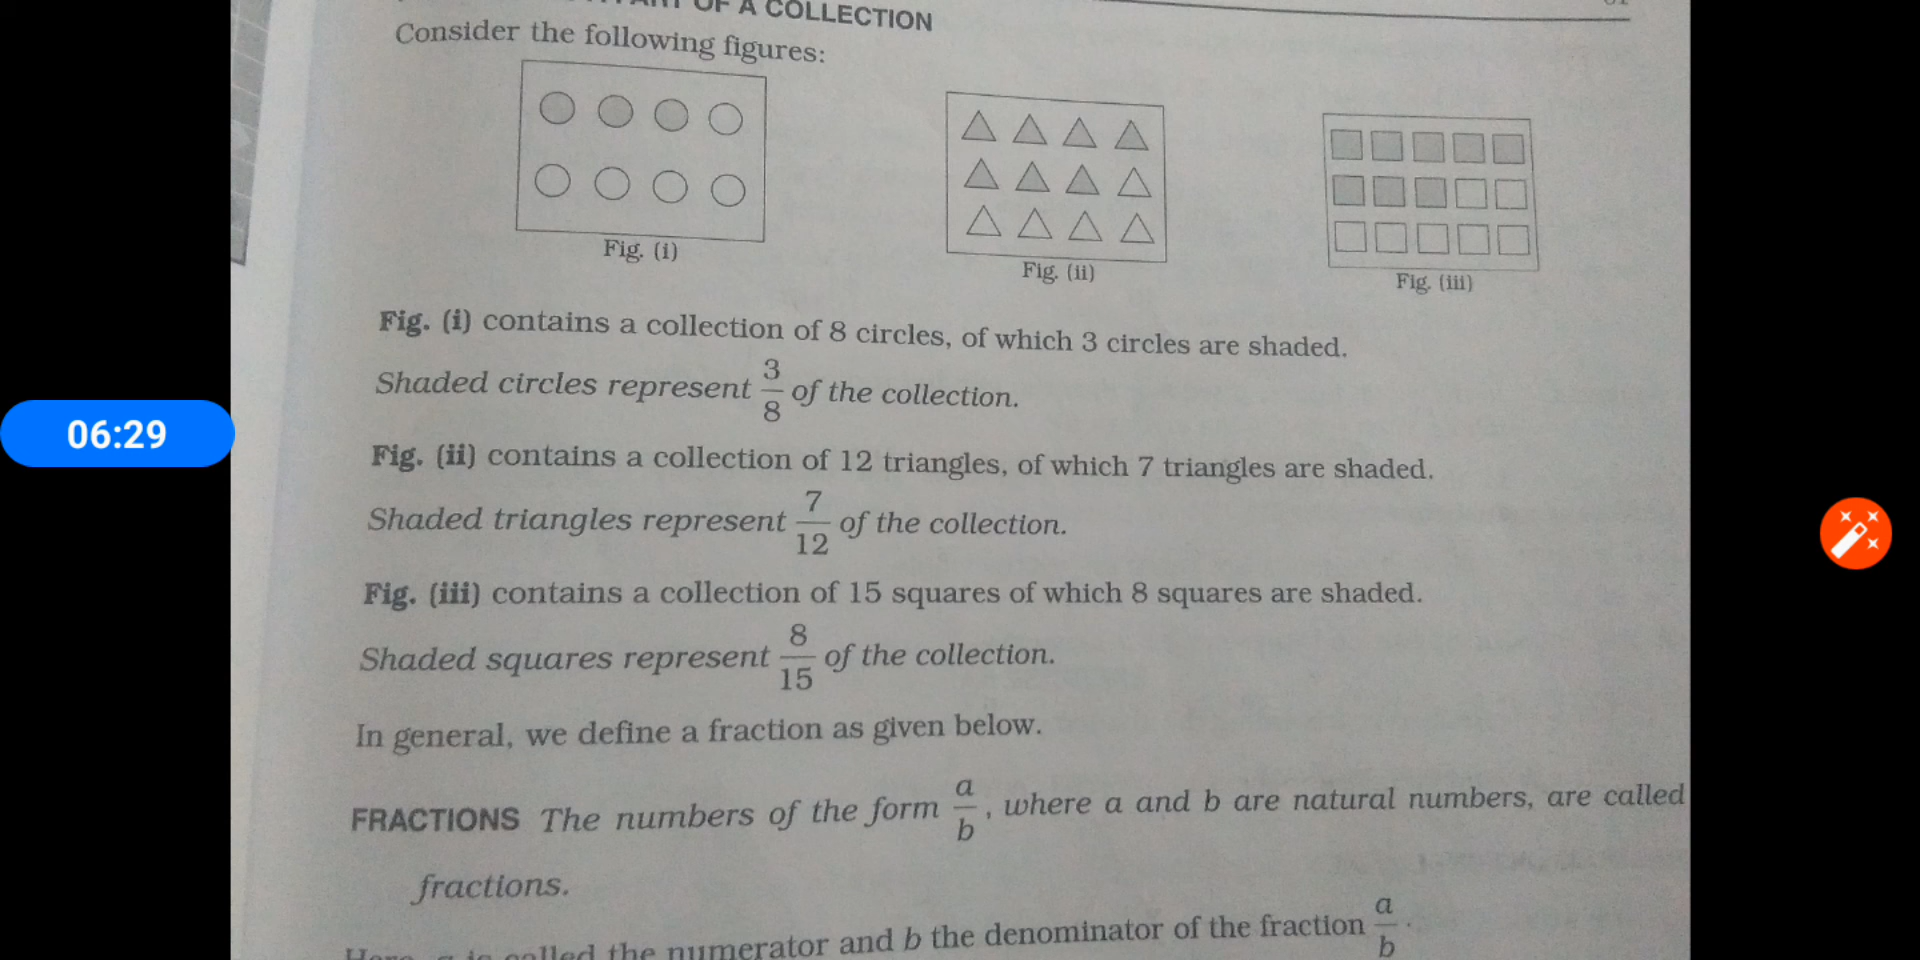 OF A COLLECTION
Consider the following figures:
Fig. (i)
Fig. (ii)
Fig. (iii)
Fig. (i) contains a collection of 8 circles, of which 3 circles are shaded.
Shaded circles represent 3/8 of the collection.
Fig. (ii) contains a collection of 12 triangles, of which 7 triangles are shaded.
06:29
Shaded triangles represent 7/12 of the collection.
Fig. (iii) contains a collection of 15 squares of which 8 squares are shaded.
Shaded squares represent 8/15 of the collection.
In general, we define a fraction as given below.
FRACTIONS The numbers of the form a/b, where a and b are natural numbers, are called
fractions.
Here, a is called the numerator and b the denominator of the fraction a/b.